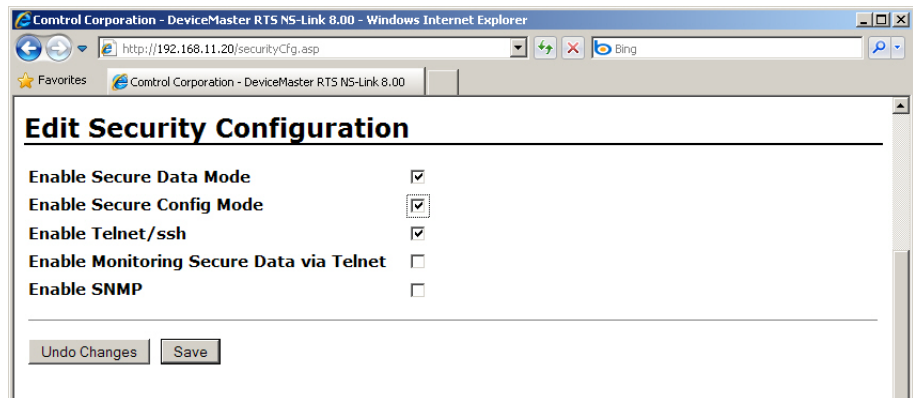 Comtrol Corporation - DeviceMaster RTS NS-Link 8.00 - Windows Internet Explorer
http://192.168.11.20/securityCfg.asp Bing
Favorites Comtrol Corporation - DeviceMaster RTS NS-Link 8.00
Edit Security Configuration
Enable Secure Data Mode
Enable Secure Config Mode
Enable Telnet/ssh
Enable Monitoring Secure Data via Telnet
Enable SNMP
Undo Changes Save